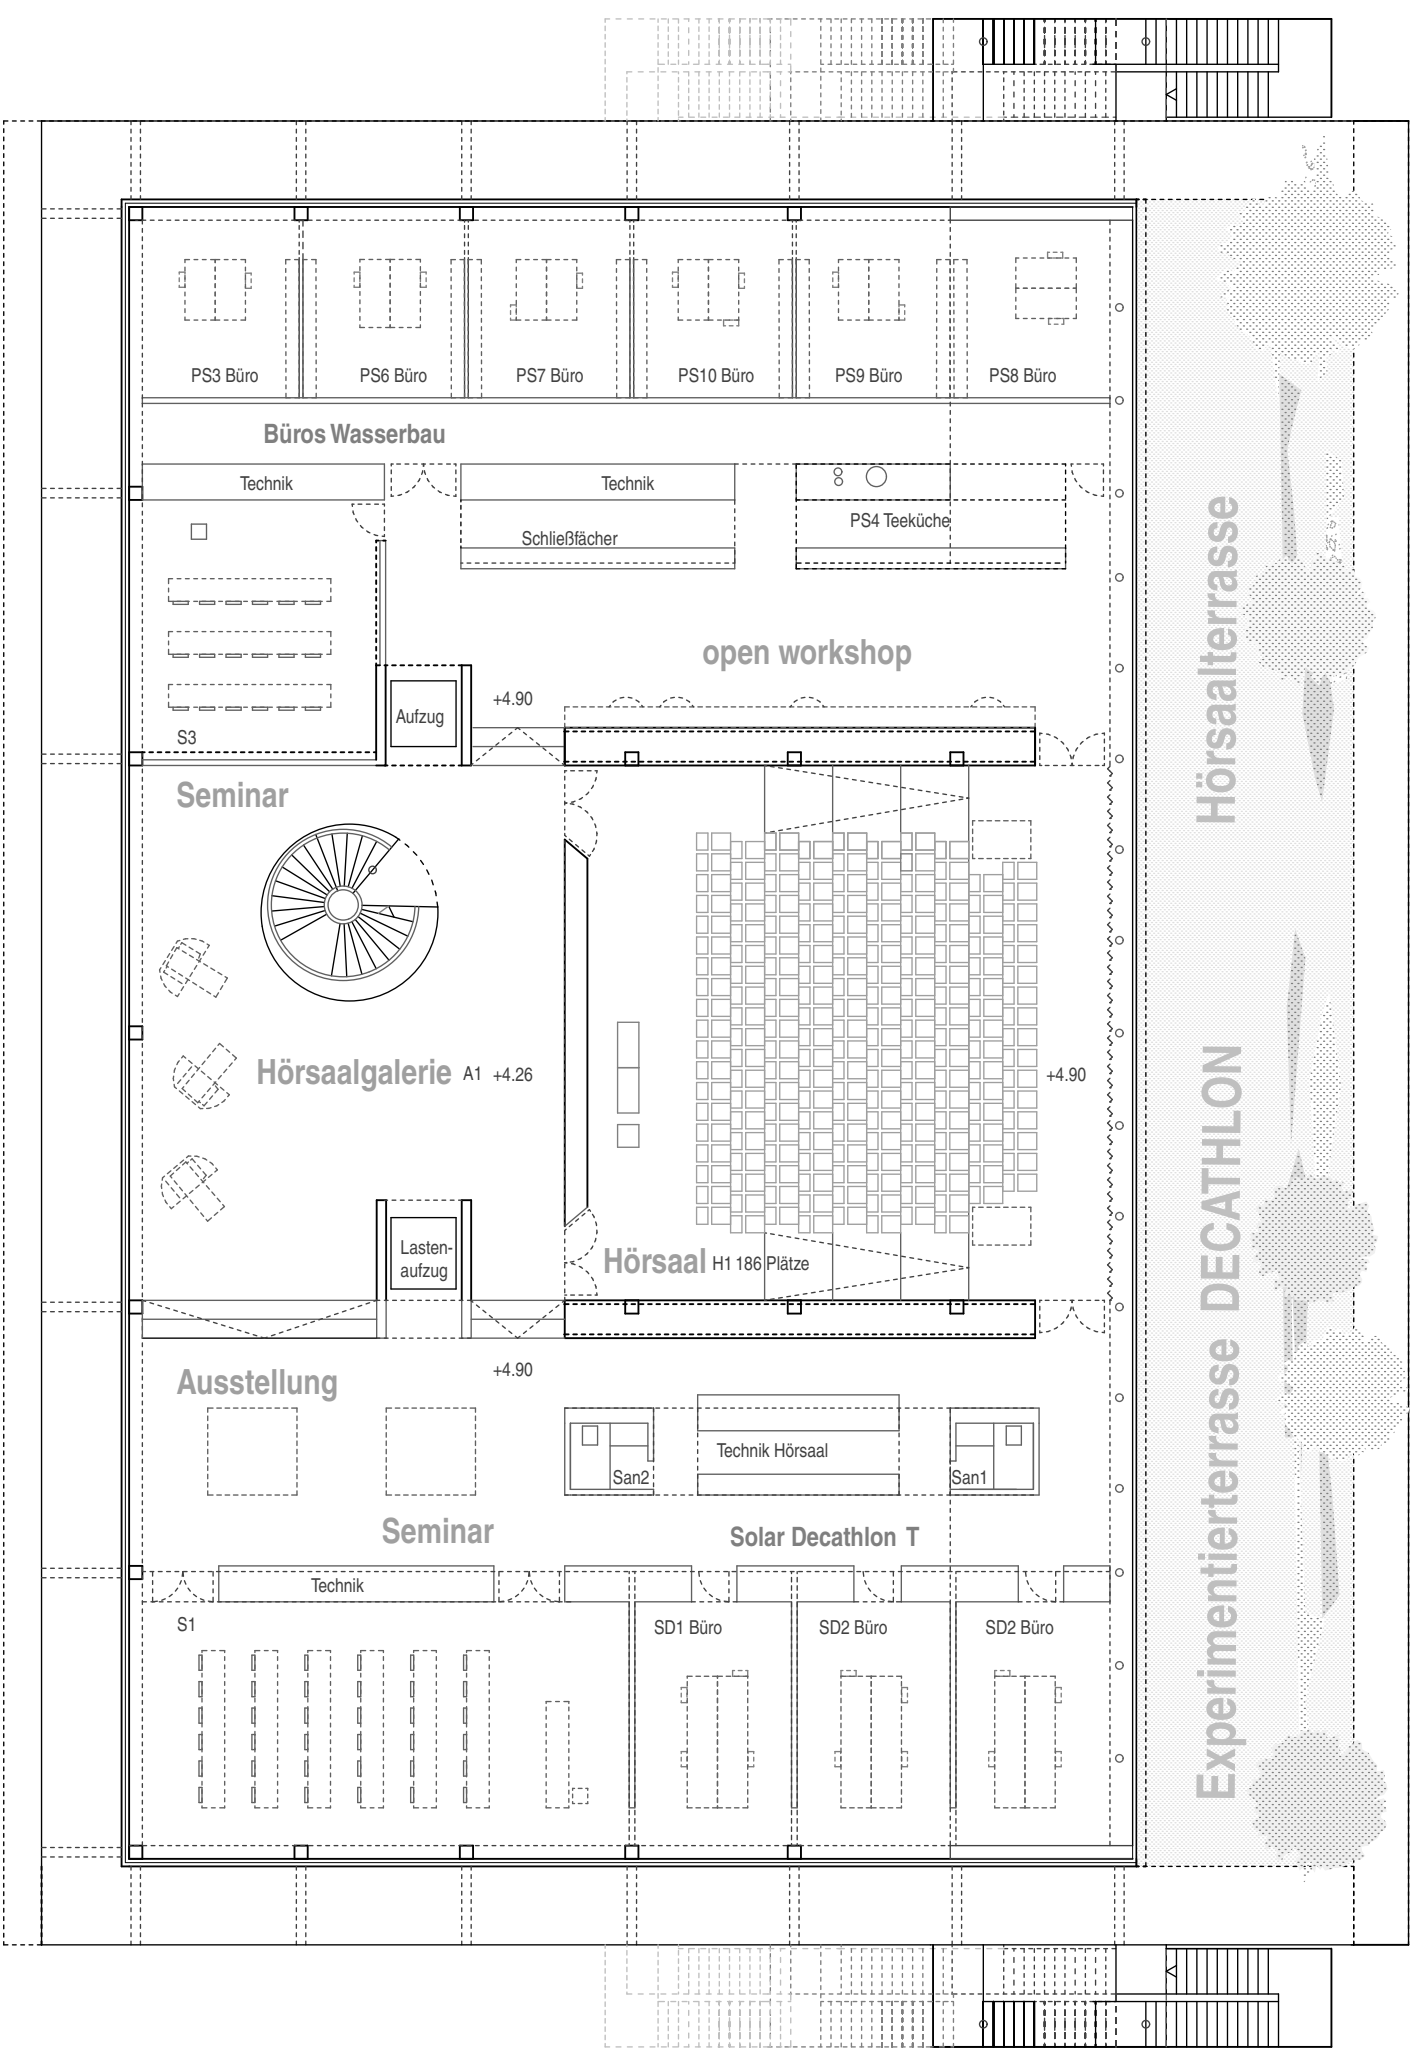 PS3 Büro
PS6 Büro
PS7 Büro
PS10 Büro
PS9 Büro
PS8 Büro
Büros Wasserbau
Technik
Technik
Schließfächer
PS4 Teeküche
open workshop
Hörsaalterrasse
Aufzug
+4.90
S3
Seminar
Hörsaalgalerie
A1
+4.26
+4.90
Lasten-
aufzug
Hörsaal
H1 186 Plätze
Experimentierterrasse DECATHLON
Ausstellung
+4.90
San2
Technik Hörsaal
San1
Seminar
Solar Decathlon T
Technik
S1
SD1 Büro
SD2 Büro
SD2 Büro